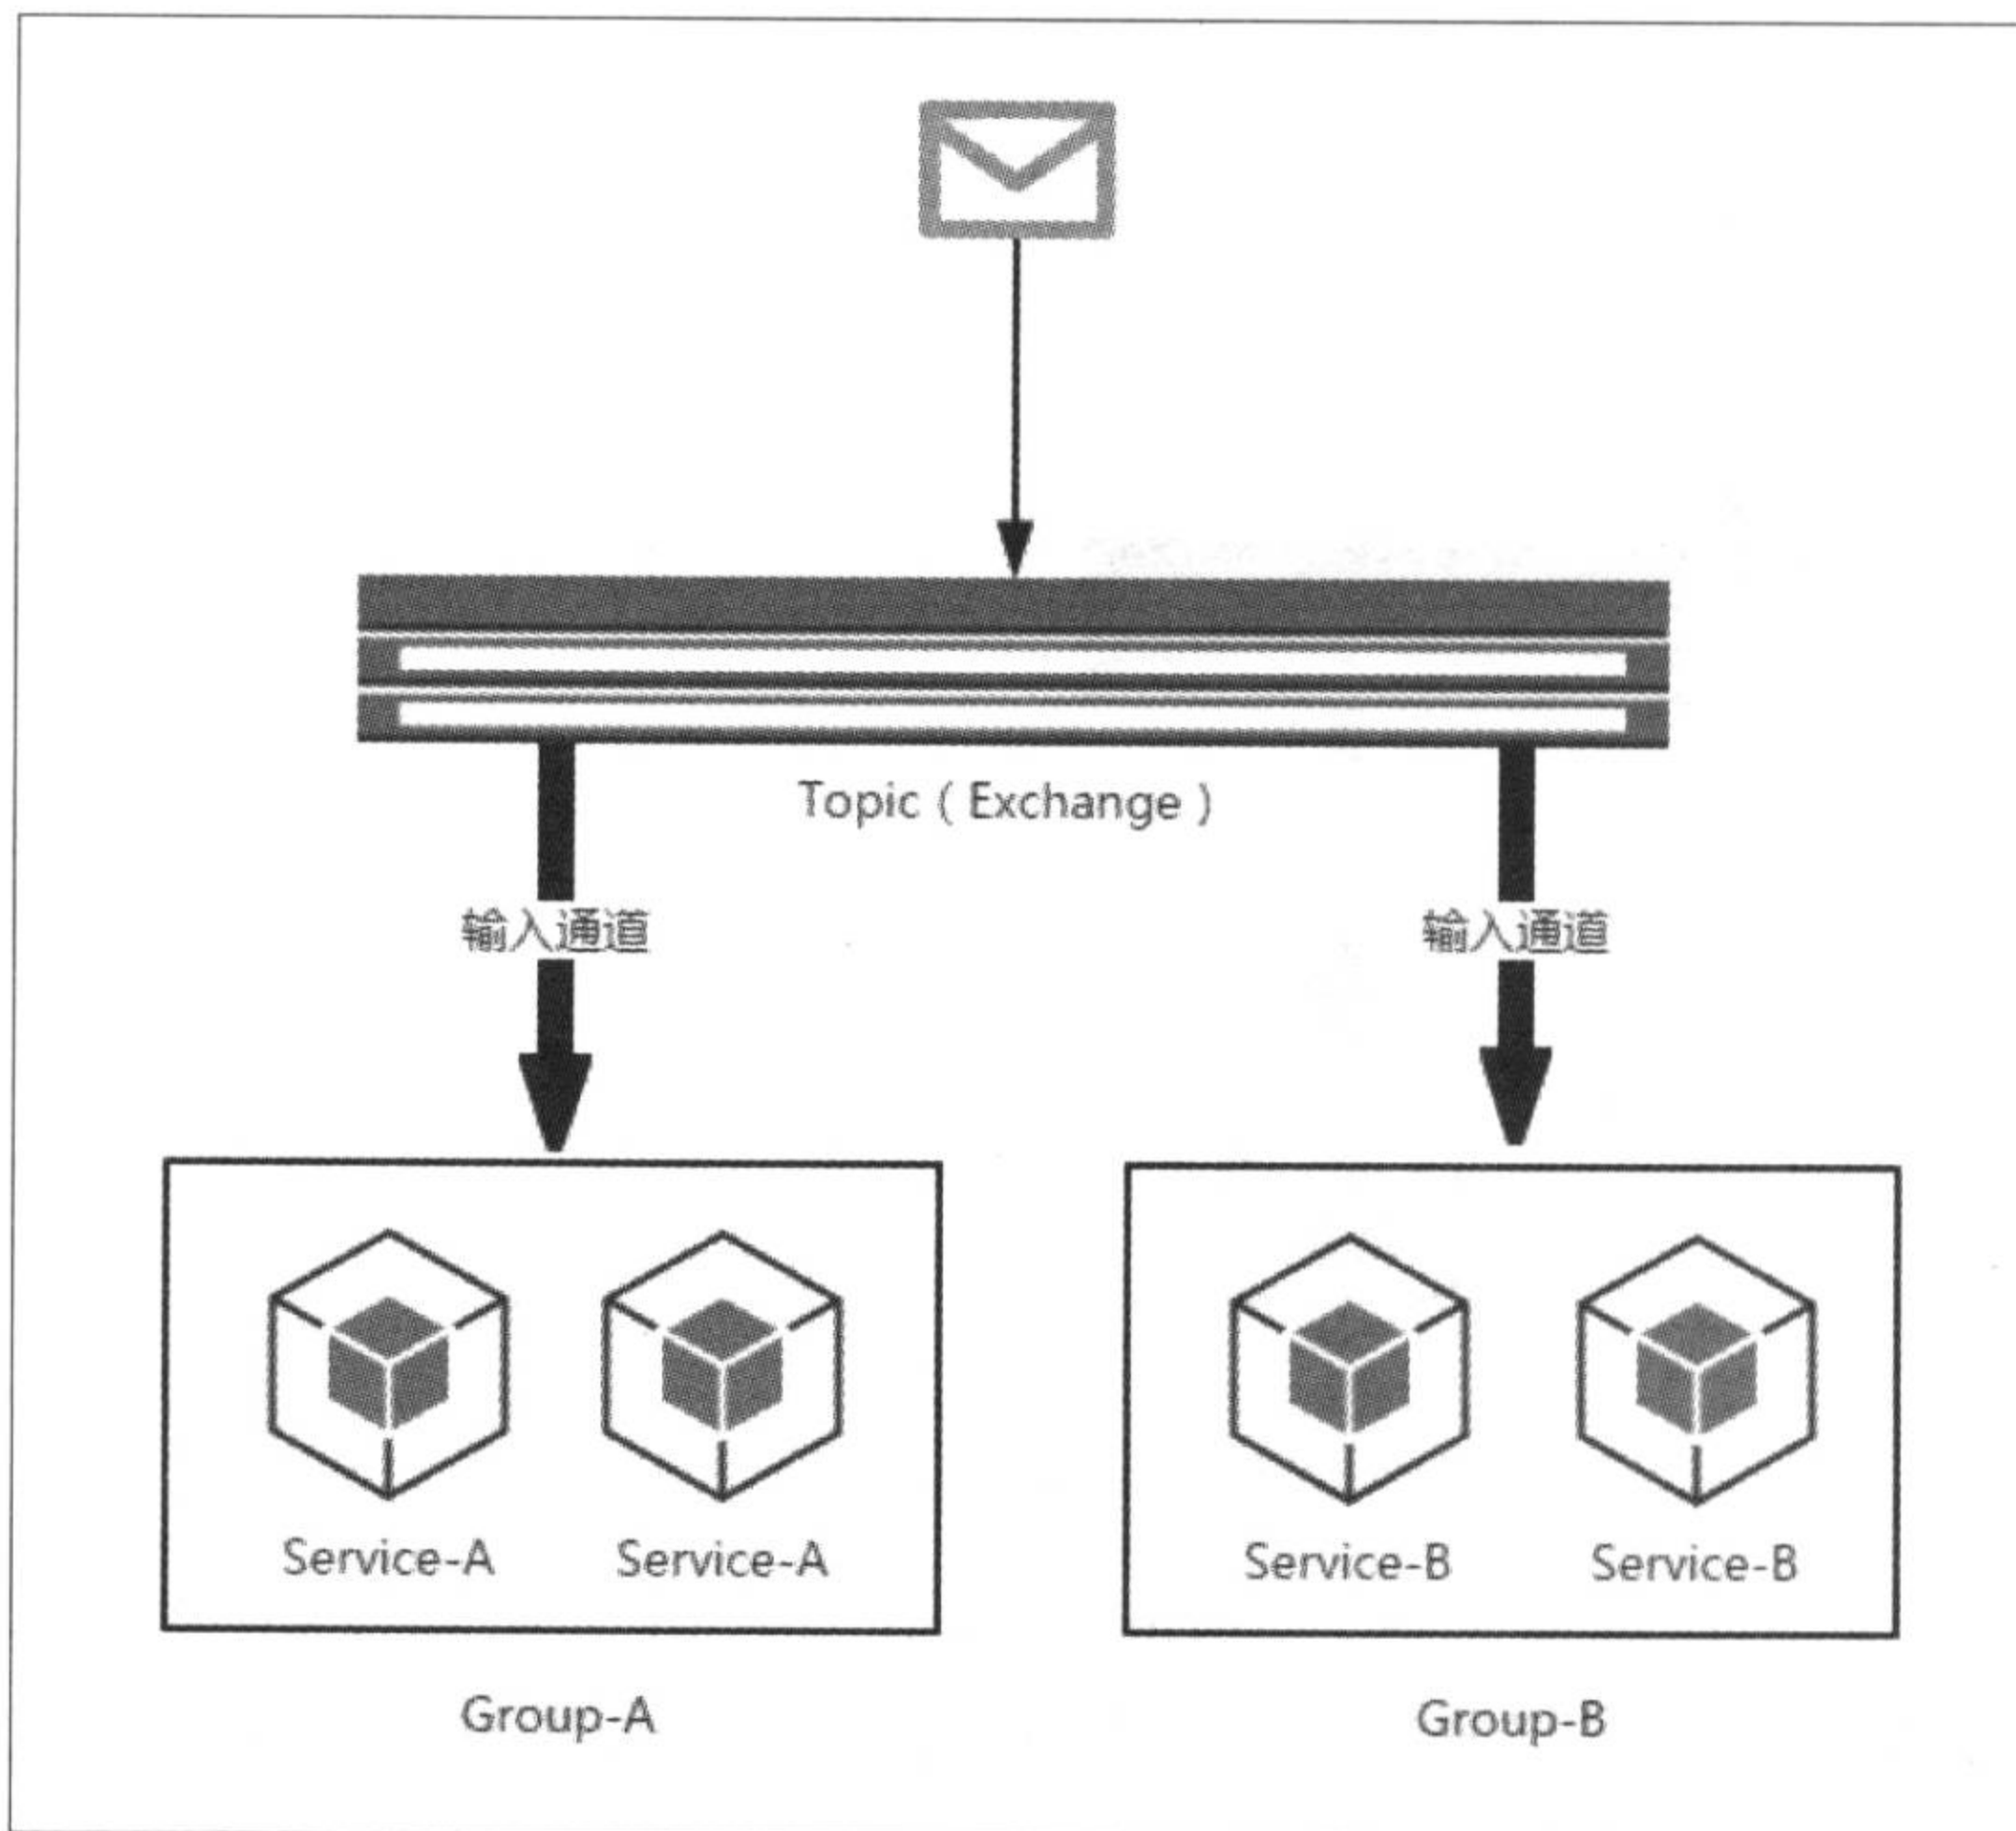 Topic ( Exchange )
输入通道
输入通道
Service-A
Service-A
Service-B
Service-B
Group-A
Group-B